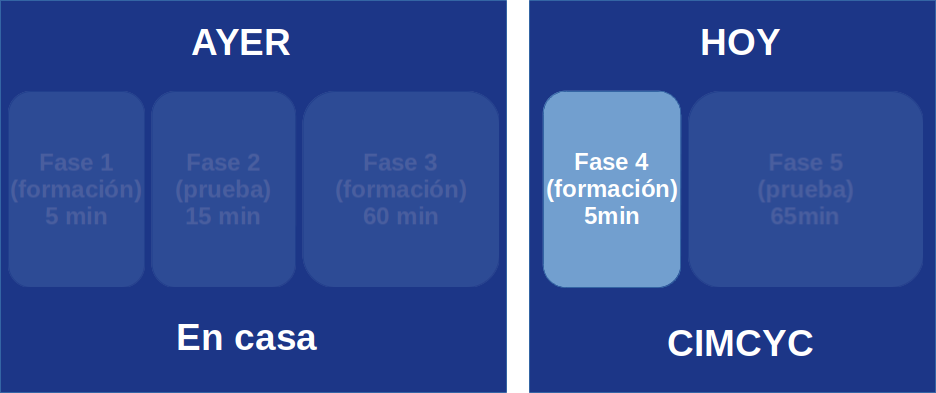 AYER
Fase 1
(formación)
5 min
Fase 2
(prueba)
15 min
Fase 3
(formación)
60 min
En casa
HOY
Fase 4
(formación)
5min
Fase 5
(prueba)
65min
CIMCYC